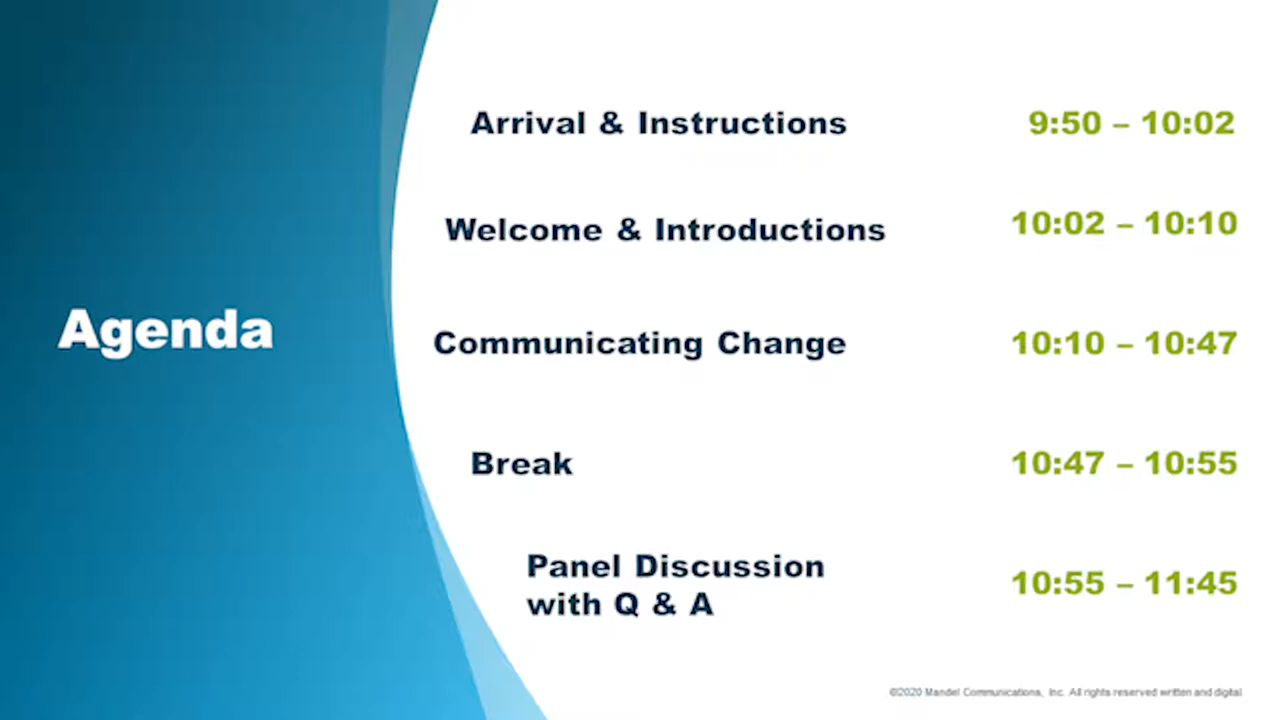 Agenda
Arrival & Instructions 9:50 – 10:02
Welcome & Introductions 10:02 – 10:10
Communicating Change 10:10 – 10:47
Break 10:47 – 10:55
Panel Discussion
with Q & A 10:55 – 11:45
©2020 Mandel Communications, Inc. All rights reserved written and digital